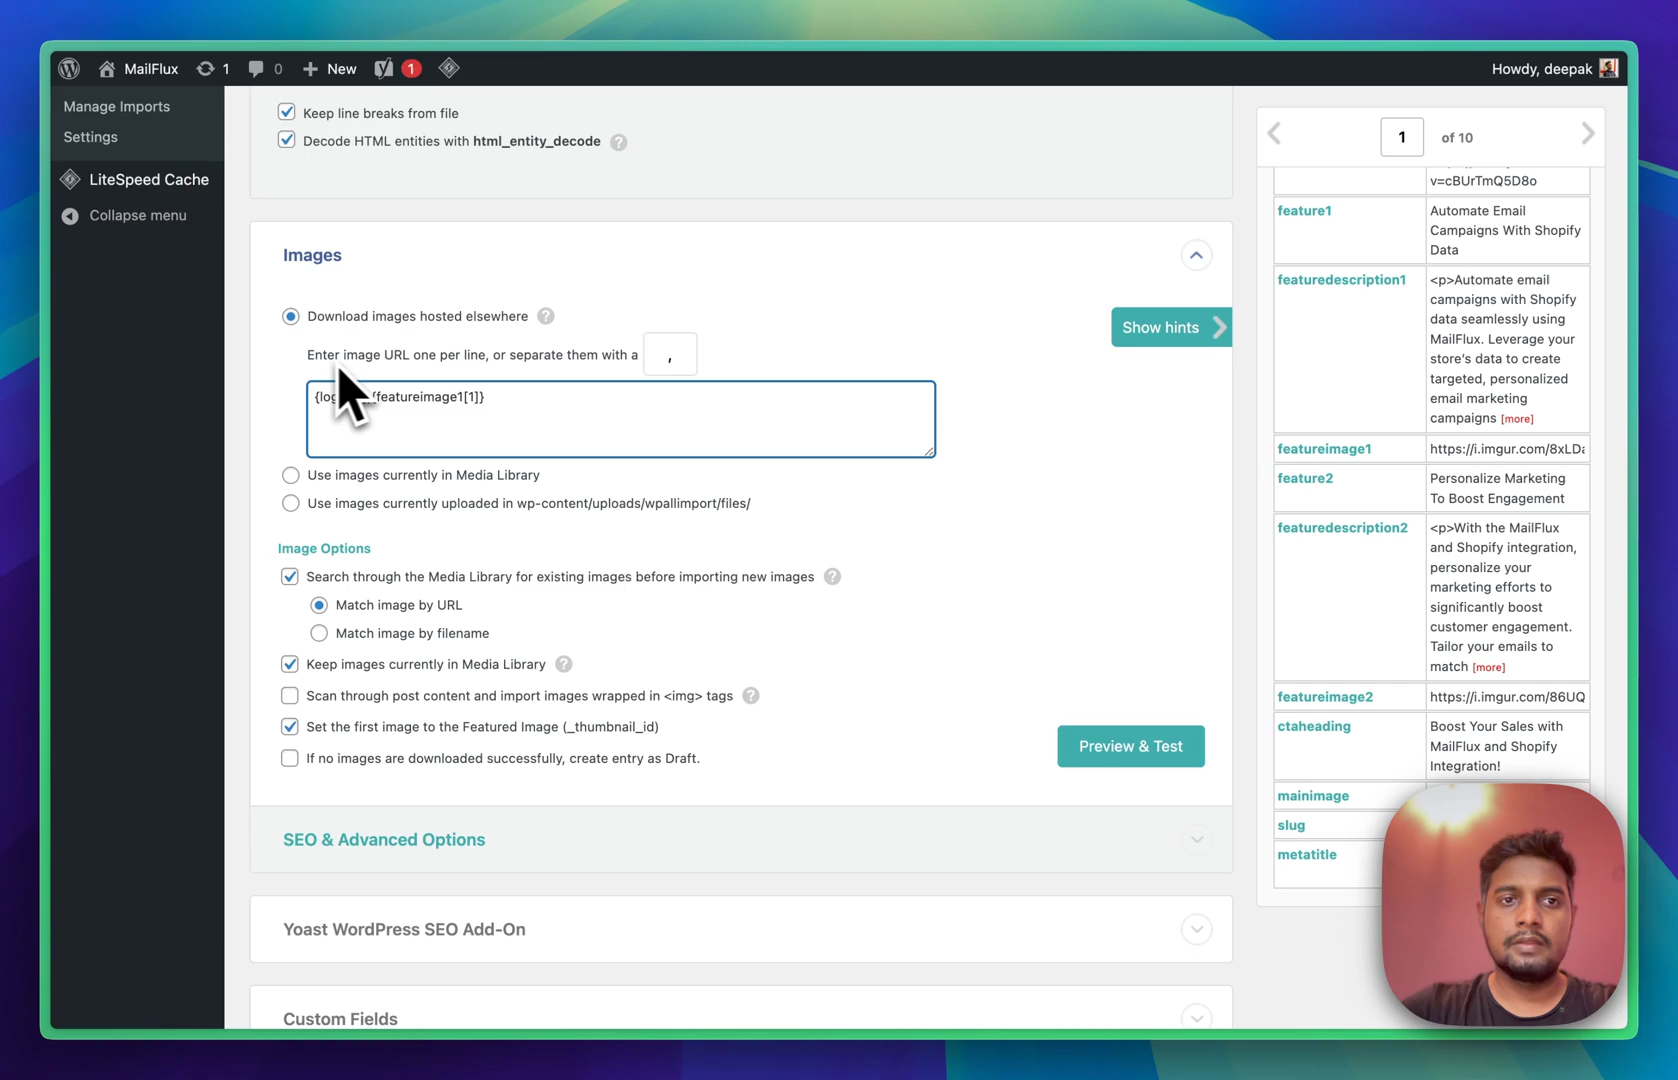 MailFlux
1
0
New
1
Howdy, deepak
Manage Imports
Settings
LiteSpeed Cache
Collapse menu
Keep line breaks from file
Decode HTML entities with html_entity_decode ?
Images
Download images hosted elsewhere ?
Enter image URL one per line, or separate them with a ,
{featureimage1[1]}
Show hints
Use images currently in Media Library
Use images currently uploaded in wp-content/uploads/wpallimport/files/
Image Options
Search through the Media Library for existing images before importing new images ?
Match image by URL
Match image by filename
Keep images currently in Media Library ?
Scan through post content and import images wrapped in <img> tags ?
Set the first image to the Featured Image (_thumbnail_id)
If no images are downloaded successfully, create entry as Draft.
Preview & Test
SEO & Advanced Options
Yoast WordPress SEO Add-On
Custom Fields
1 of 10
v=cBUrTmQ5D8o
feature1
Automate Email
Campaigns With Shopify
Data
featuredescription1
<p>Automate email
campaigns with Shopify
data seamlessly using
MailFlux. Leverage your
store's data to create
targeted, personalized
email marketing
campaigns [more]
featureimage1
https://i.imgur.com/8xLD
feature2
Personalize Marketing
To Boost Engagement
featuredescription2
<p>With the MailFlux
and Shopify integration,
personalize your
marketing efforts to
significantly boost
customer engagement.
Tailor your emails to
match [more]
featureimage2
https://i.imgur.com/86UQ
ctaheading
Boost Your Sales with
MailFlux and Shopify
Integration!
mainimage
slug
metatitle